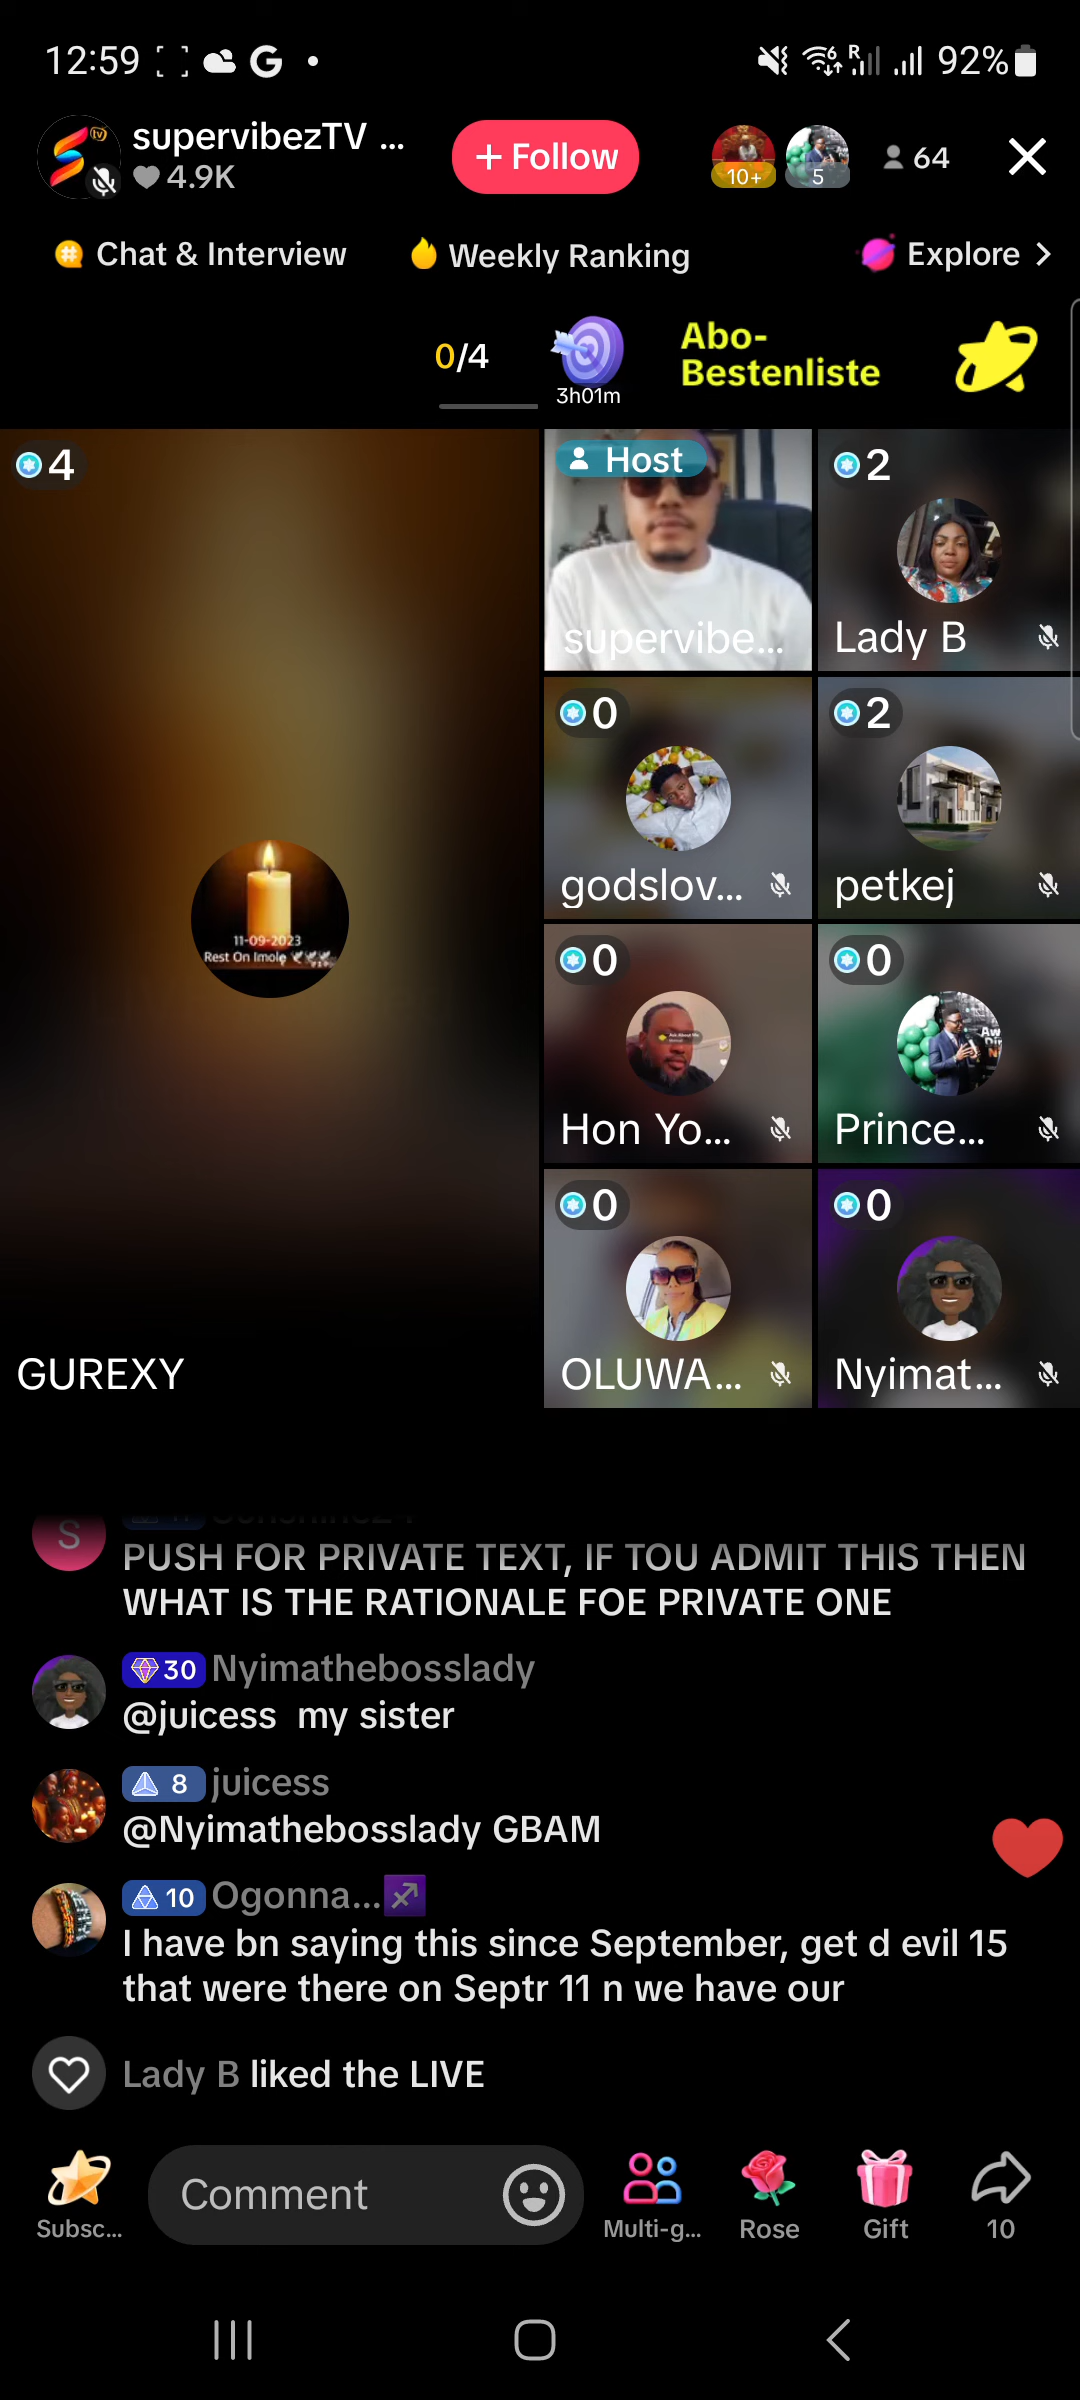 12:59
R
92%
supervibezTV ...
4.9K
+ Follow
10+
5
64
Chat & Interview
Weekly Ranking
Explore >
0/4
3h01m
Abo-
Bestenliste
4
Host
supervibe...
2
Lady B
0
godslov...
2
petkej
11-09-2023
Rest On Imole
0
Hon Yo...
0
Prince...
0
OLUWA...
0
Nyimat...
GUREXY
S
PUSH FOR PRIVATE TEXT, IF TOU ADMIT THIS THEN
WHAT IS THE RATIONALE FOE PRIVATE ONE
30 Nyimathebosslady
@juicess my sister
8 juicess
@Nyimathebosslady GBAM
10 Ogonna...
I have bn saying this since September, get d evil 15
that were there on Septr 11 n we have our
Lady B liked the LIVE
Subsc...
Comment
Multi-g...
Rose
Gift
10